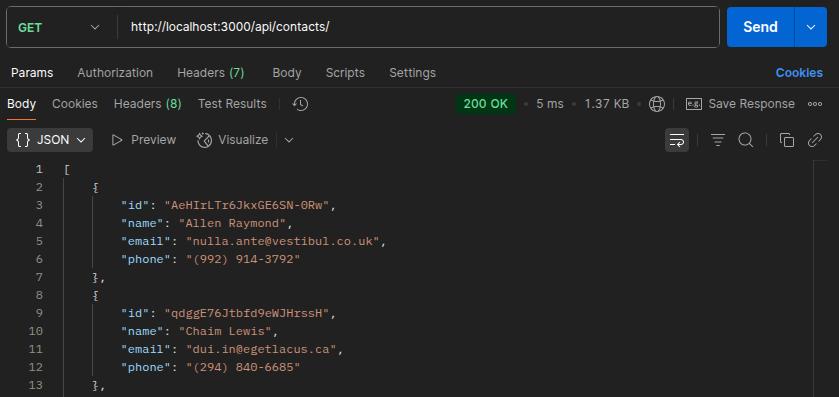 GET http://localhost:3000/api/contacts/ Send
Params Authorization Headers (7) Body Scripts Settings Cookies
Body Cookies Headers (8) Test Results 200 OK • 5 ms • 1.37 KB • e.g. Save Response
{} JSON Preview Visualize
1 [
2 {
3 "id": "AeHIrLTr6JkxGE6SN-0Rw",
4 "name": "Allen Raymond",
5 "email": "nulla.ante@vestibul.co.uk",
6 "phone": "(992) 914-3792"
7 },
8 {
9 "id": "qdggE76Jtbfd9eWJHrssH",
10 "name": "Chaim Lewis",
11 "email": "dui.in@egetlacus.ca",
12 "phone": "(294) 840-6685"
13 },